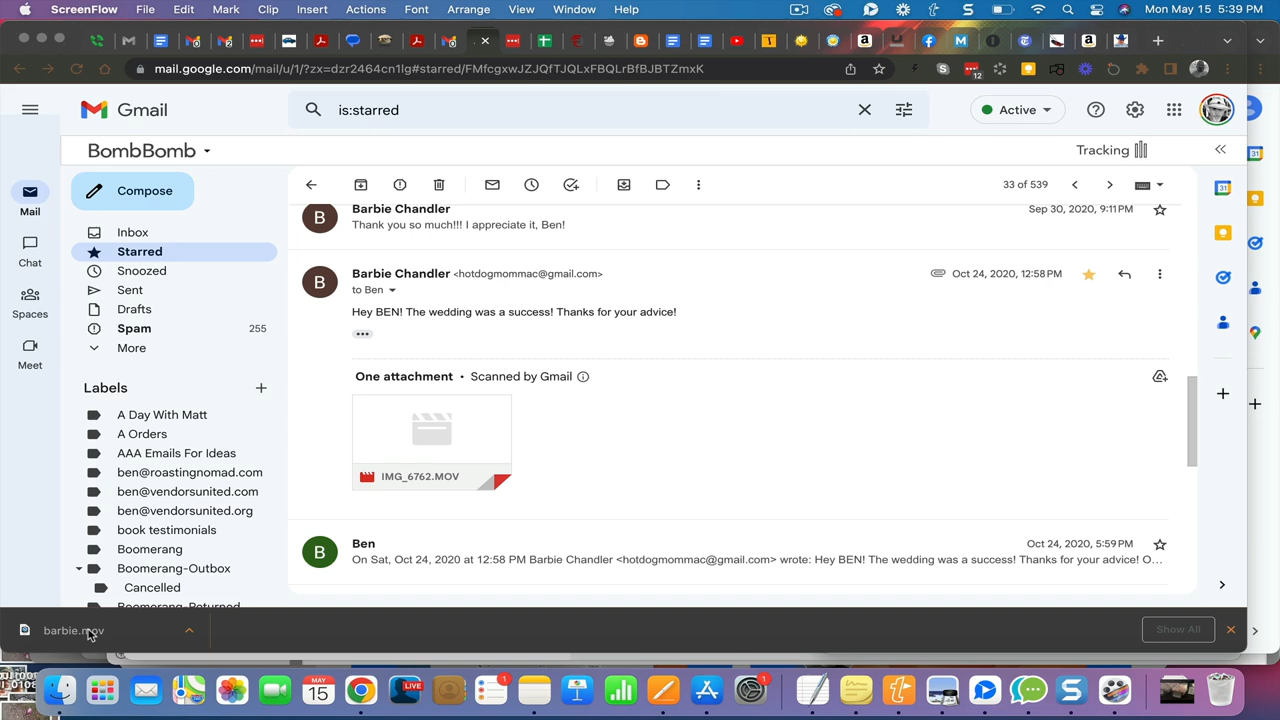 ScreenFlow File Edit Mark Clip Insert Actions Font Arrange View Window Help Mon May 15 5:39 PM
mail.google.com/mail/u/1/?zx=dzr2464cn1lg#starred/FMfcgxwJZJQfTJQLxFBQLrBfBJBTZmxK
12
Gmail
is:starred
Active
BombBomb
Tracking
Compose
33 of 539
Mail
Chat
Spaces
Meet
Inbox
Starred
Snoozed
Sent
Drafts
Spam 255
More
Labels
A Day With Matt
A Orders
AAA Emails For Ideas
ben@roastingnomad.com
ben@vendorsunited.com
ben@vendorsunited.org
book testimonials
Boomerang
Boomerang-Outbox
Cancelled
Boomerang-Returned
B
Barbie Chandler Sep 30, 2020, 9:11 PM
Thank you so much!!! I appreciate it, Ben!
B
Barbie Chandler <hotdogmommac@gmail.com> Oct 24, 2020, 12:58 PM
to Ben
Hey BEN! The wedding was a success! Thanks for your advice!
One attachment • Scanned by Gmail
IMG_6762.MOV
B
Ben Oct 24, 2020, 5:59 PM
On Sat, Oct 24, 2020 at 12:58 PM Barbie Chandler <hotdogmommac@gmail.com> wrote: Hey BEN! The wedding was a success! Thanks for your advice! O...
barbie.mov
Show All
MAY
15
LIVE
1
1